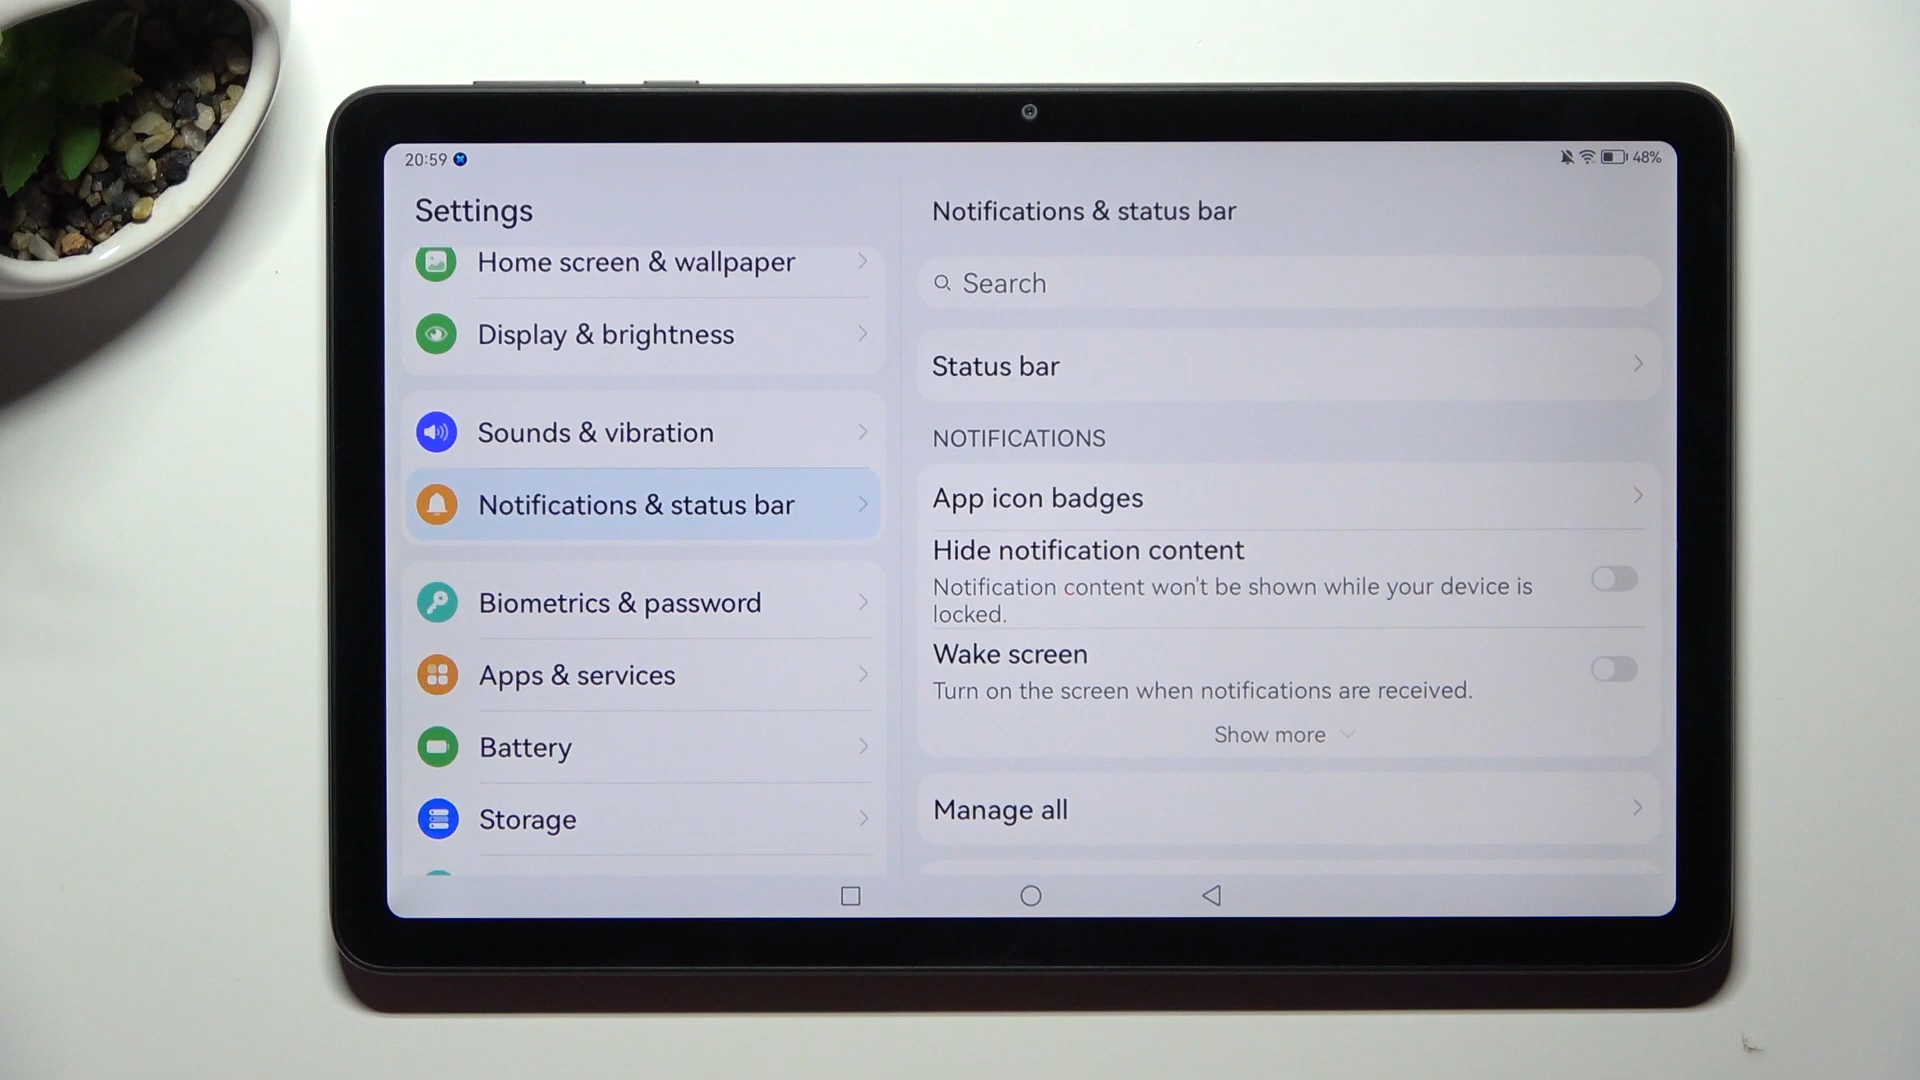 20:59
48%
Settings
Home screen & wallpaper
Display & brightness
Sounds & vibration
Notifications & status bar
Biometrics & password
Apps & services
Battery
Storage
Notifications & status bar
Search
Status bar
NOTIFICATIONS
App icon badges
Hide notification content
Notification content won't be shown while your device is
locked.
Wake screen
Turn on the screen when notifications are received.
Show more
Manage all